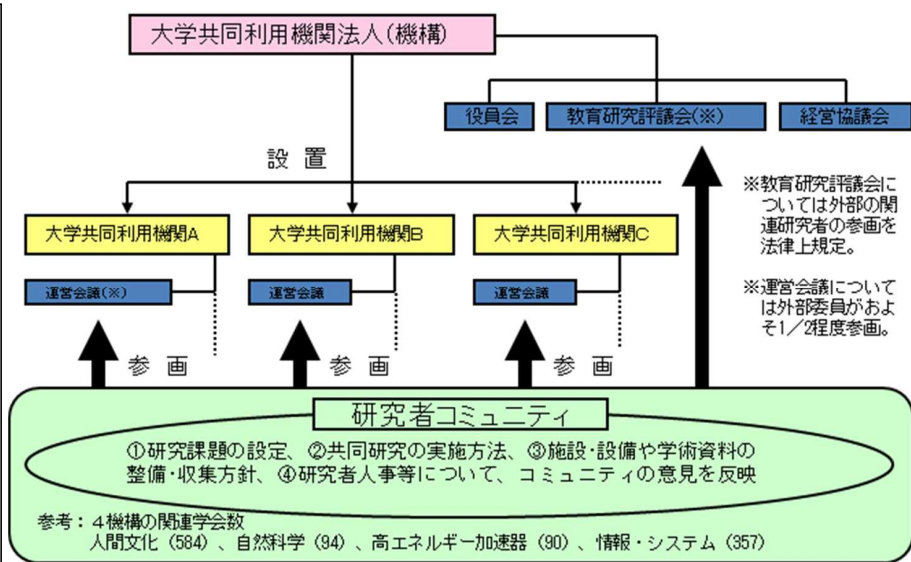 大学共同利用機関法人(機構)
役員会
教育研究評議会(※)
経営協議会
設 置
大学共同利用機関A
大学共同利用機関B
大学共同利用機関C
運営会議(※)
運営会議
運営会議
※教育研究評議会に
ついては外部の関
連研究者の参画を
法律上規定。
※運営会議について
は外部委員がおよ
そ1/2程度参画。
参 画
参 画
参 画
研究者コミュニティ
①研究課題の設定、②共同研究の実施方法、③施設・設備や学術資料の
整備・収集方針、④研究者人事等について、コミュニティの意見を反映
参考：4機構の関連学会数
人間文化(584)、自然科学(94)、高エネルギー加速器(90)、情報・システム(357)